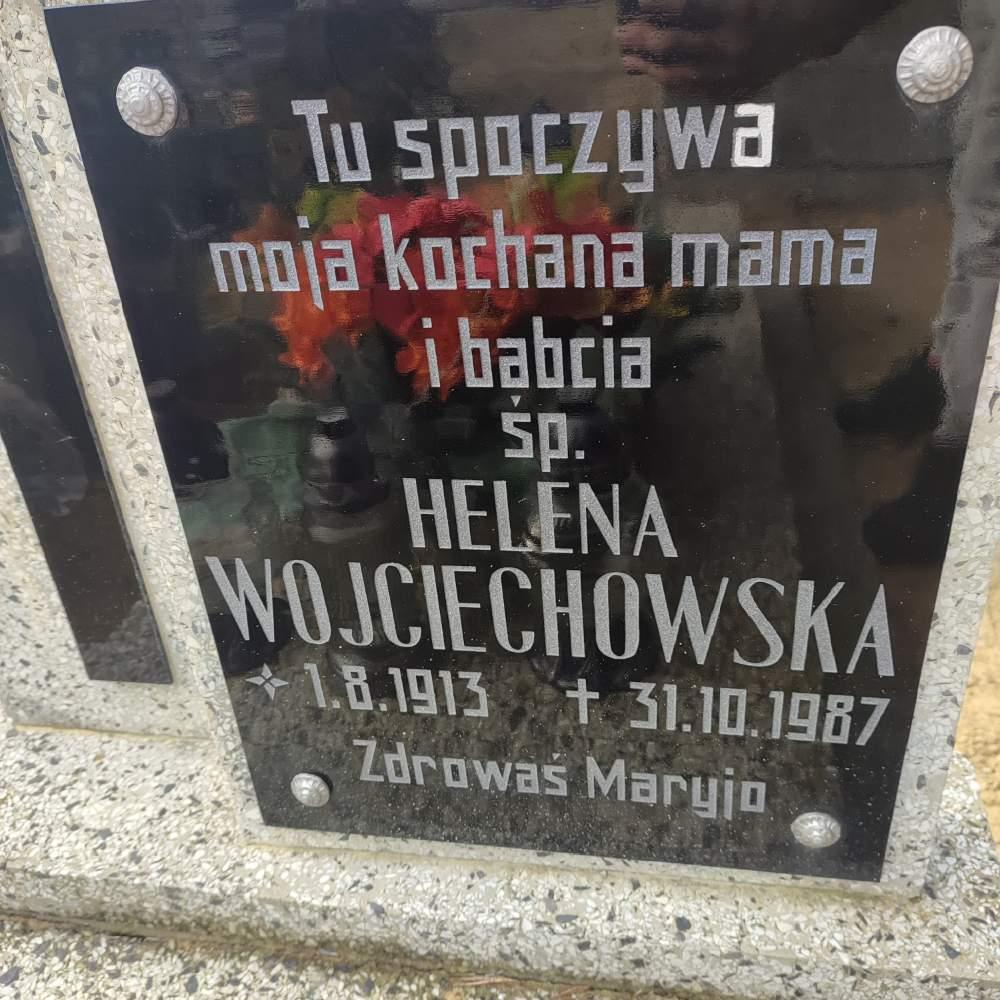 Tu spoczywa
moja kochana mama
i babcia
śp.
HELENA
WOJCIECHOWSKA
1.8.1913 † 31.10.1987
Zdrowaś Maryjo